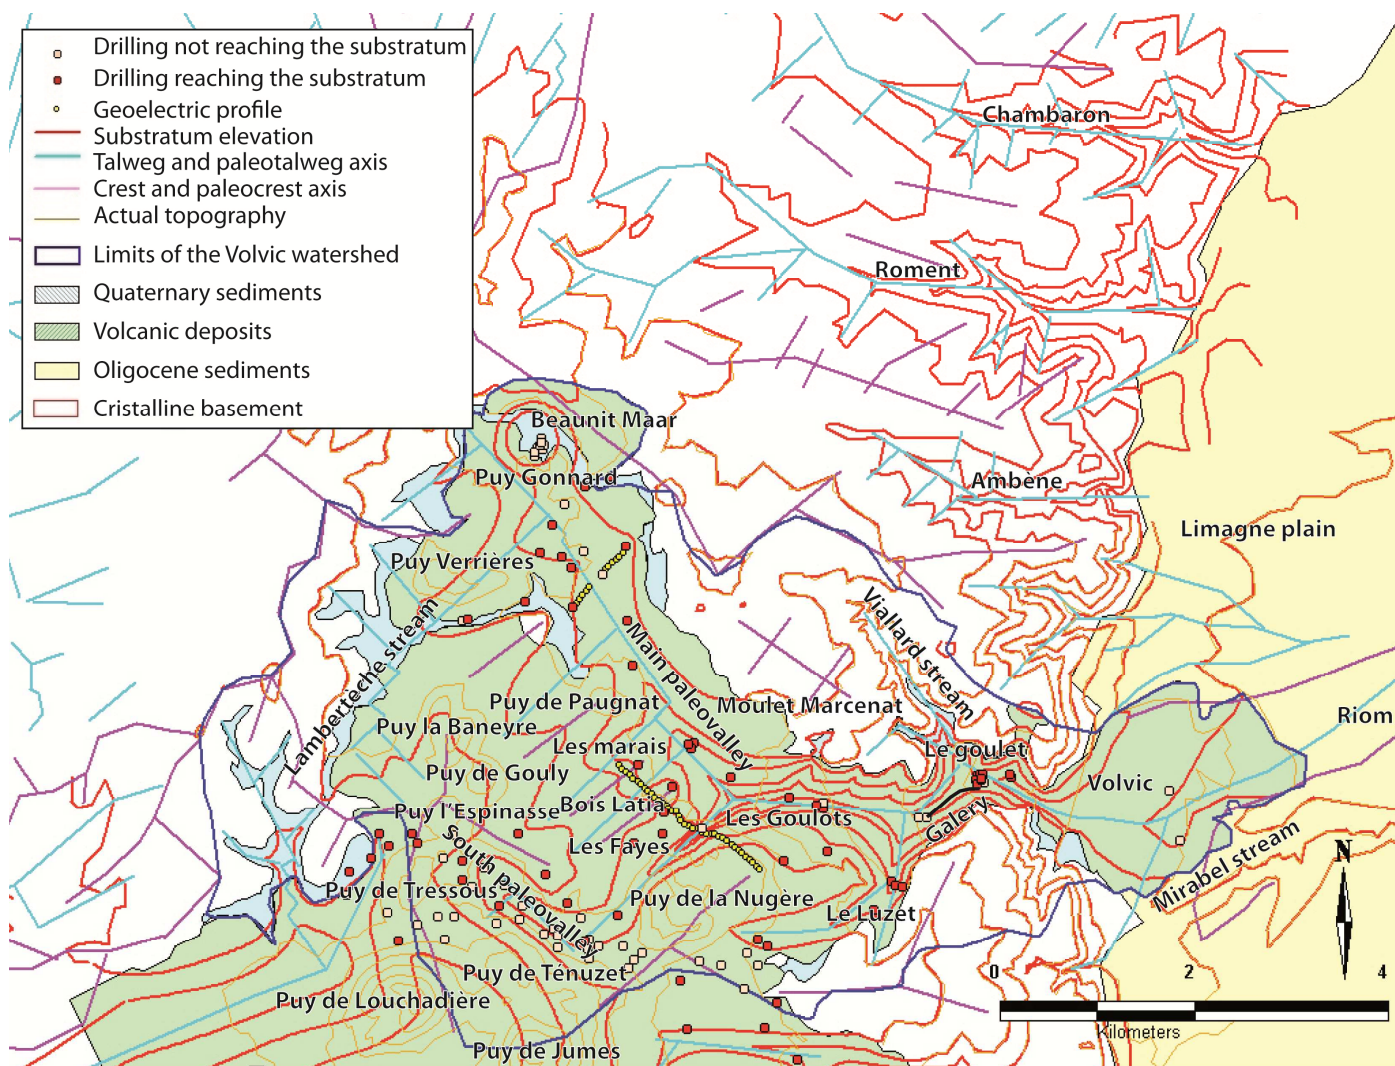 Drilling not reaching the substratum
Drilling reaching the substratum
Geoelectric profile
Substratum elevation
Talweg and paleotalweg axis
Crest and paleocrest axis
Actual topography
Limits of the Volvic watershed
Quaternary sediments
Volcanic deposits
Oligocene sediments
Cristalline basement
Chambaron
Roment
Beaunit Maar
Puy Gonnard
Ambène
Limagne plain
Puy Verrières
Lambertèche stream
Main paleovalley
Viallard stream
Puy de Paugnat
Moulet Marcenat
Riom
Puy la Baneyre
Les marais
Le goulet
Puy de Gouly
Volvic
Puy l'Espinasse
Bois Latia
Les Goulots
Galery
South paleovalley
Les Fayes
Mirabel stream
N
Puy de Tressous
Puy de la Nugère
Le Luzet
Puy de Ténuzet
0 2 4
Kilometers
Puy de Louchadière
Puy de Jumes